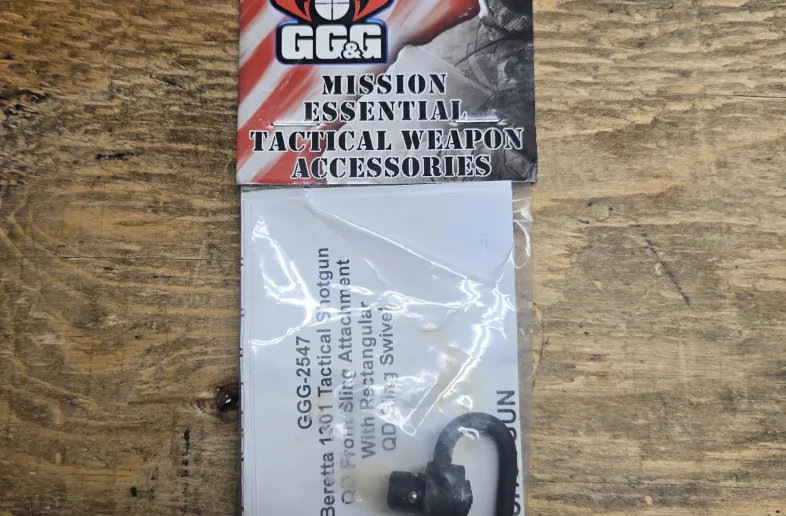 GG&G
MISSION
ESSENTIAL
TACTICAL WEAPON
ACCESSORIES
GGG-2547
Beretta 1301 Tactical Shotgun
QD Front Sling Attachment
With Rectangular
QD Sling Swivel